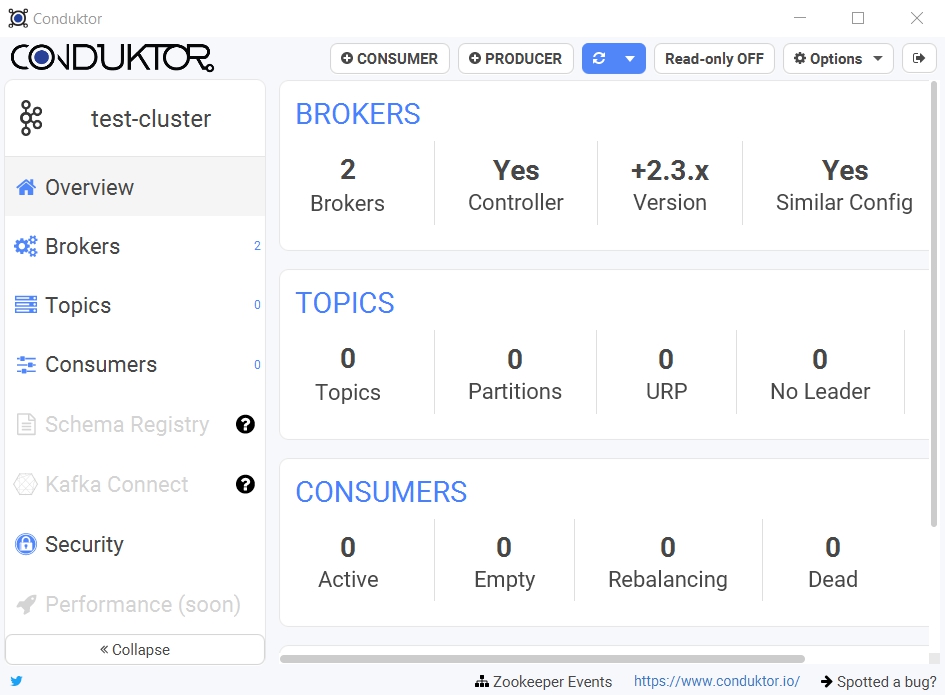 Conduktor
CONDUKTOR.
CONSUMER
PRODUCER
Read-only OFF
Options
test-cluster
Overview
Brokers 2
Topics 0
Consumers 0
Schema Registry ?
Kafka Connect ?
Security
Performance (soon)
« Collapse
BROKERS
2 Yes +2.3.x Yes
Brokers Controller Version Similar Config
TOPICS
0 0 0 0
Topics Partitions URP No Leader
CONSUMERS
0 0 0 0
Active Empty Rebalancing Dead
Zookeeper Events https://www.conduktor.io/ Spotted a bug?